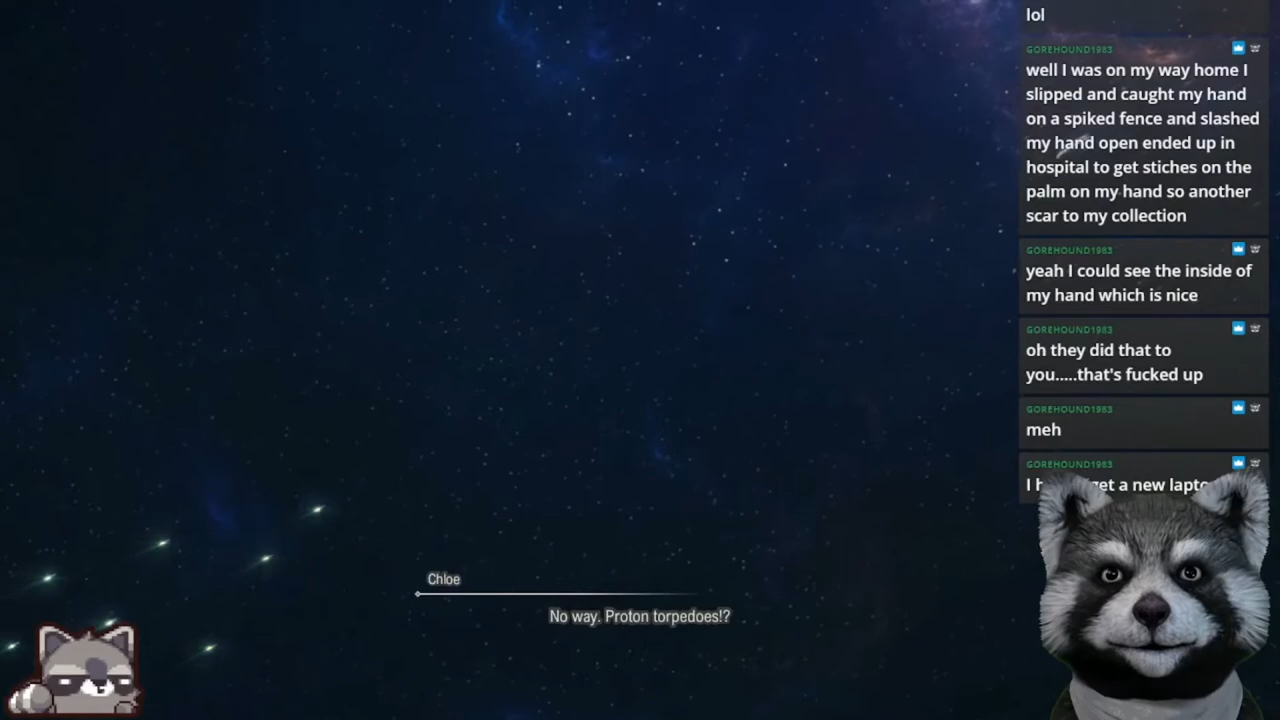 lol
GOREHOUND1983
well I was on my way home I
slipped and caught my hand
on a spiked fence and slashed
my hand open ended up in
hospital to get stiches on the
palm on my hand so another
scar to my collection
GOREHOUND1983
yeah I could see the inside of
my hand which is nice
GOREHOUND1983
oh they did that to
you.....that's fucked up
GOREHOUND1983
meh
GOREHOUND1983
I get a new
Chloe
No way. Proton torpedoes!?